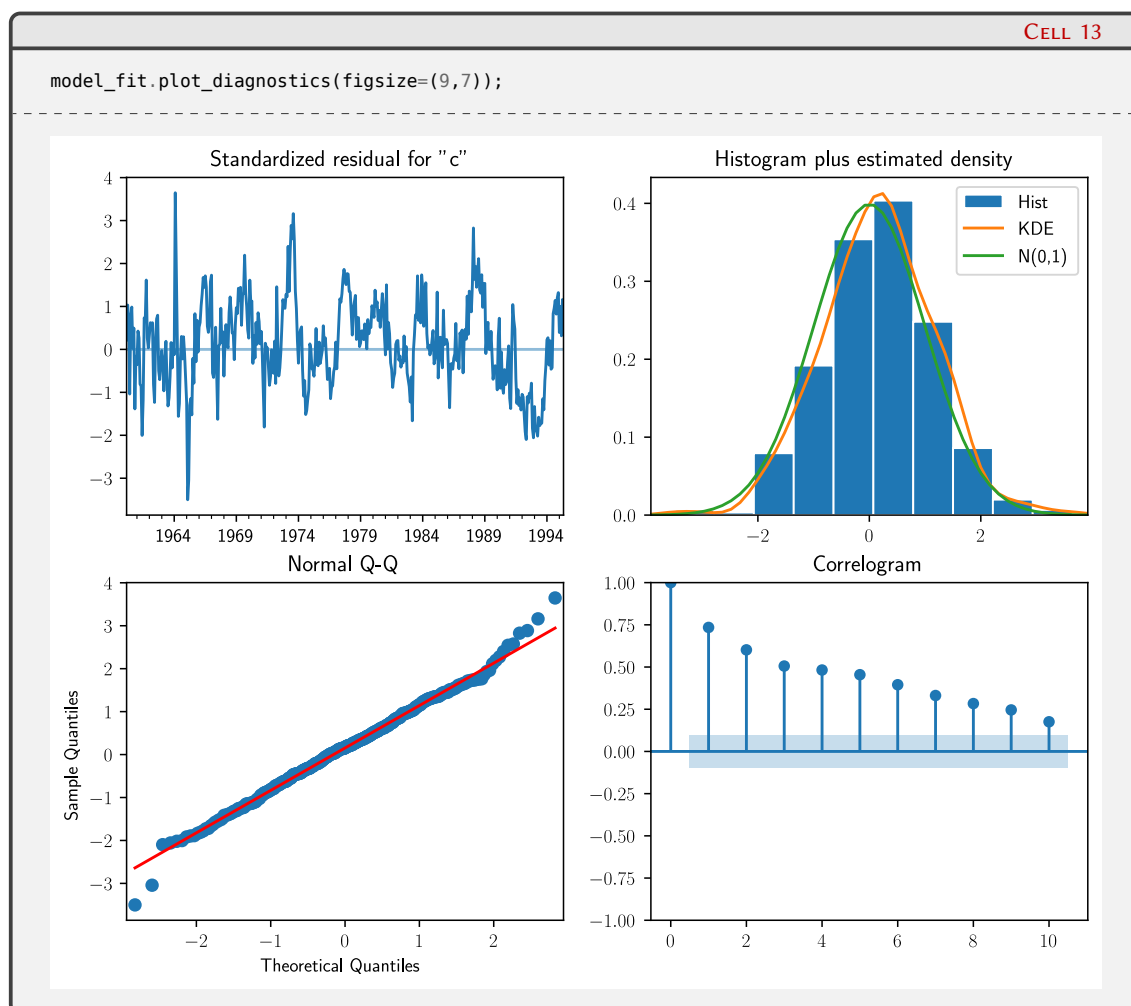 CELL 13
model_fit.plot_diagnostics(figsize=(9,7));
Standardized residual for "c"
4
3
2
1
0
−1
−2
−3
1964 1969 1974 1979 1984 1989 1994
Histogram plus estimated density
Hist
KDE
N(0,1)
0.4
0.3
0.2
0.1
0.0
−2 0 2
Normal Q-Q
Sample Quantiles
4
3
2
1
0
−1
−2
−3
−2 −1 0 1 2
Theoretical Quantiles
Correlogram
1.00
0.75
0.50
0.25
0.00
−0.25
−0.50
−0.75
−1.00
0 2 4 6 8 10